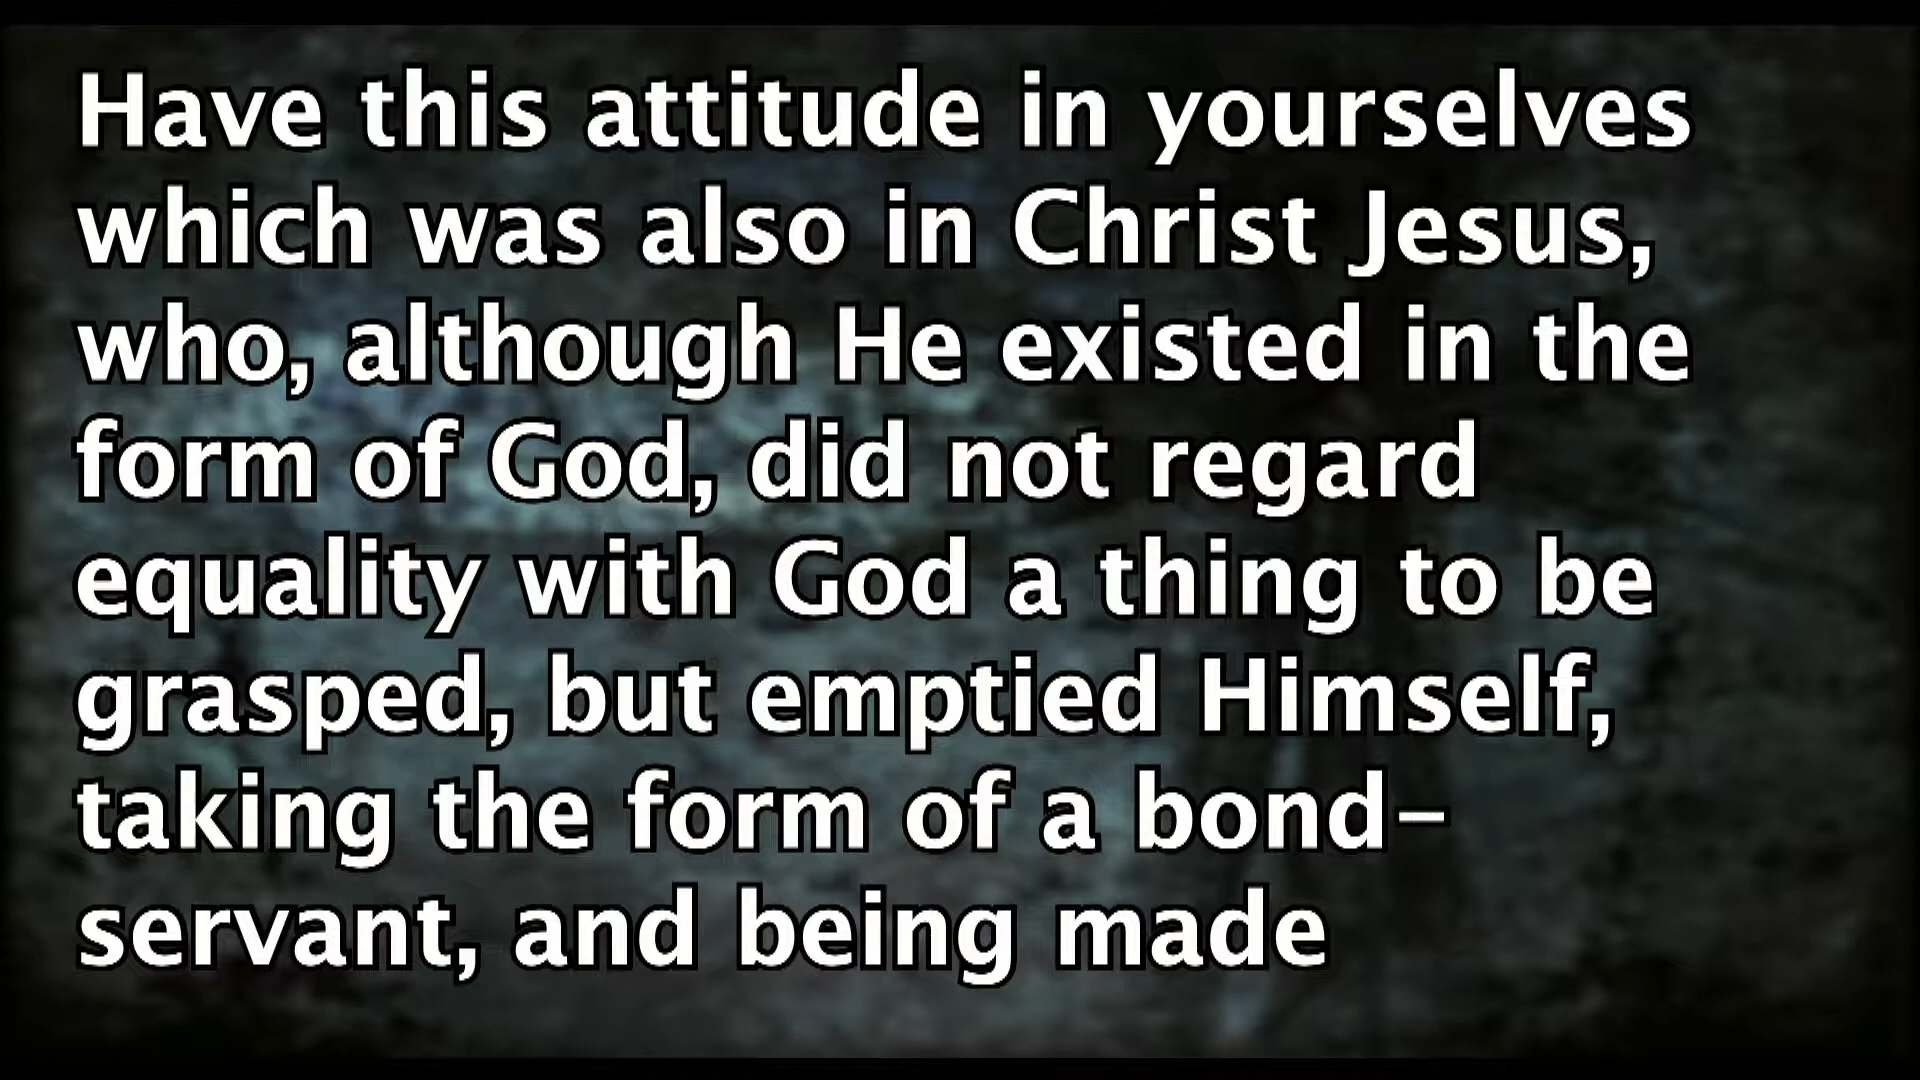 Have this attitude in yourselves
which was also in Christ Jesus,
who, although He existed in the
form of God, did not regard
equality with God a thing to be
grasped, but emptied Himself,
taking the form of a bond-
servant, and being made